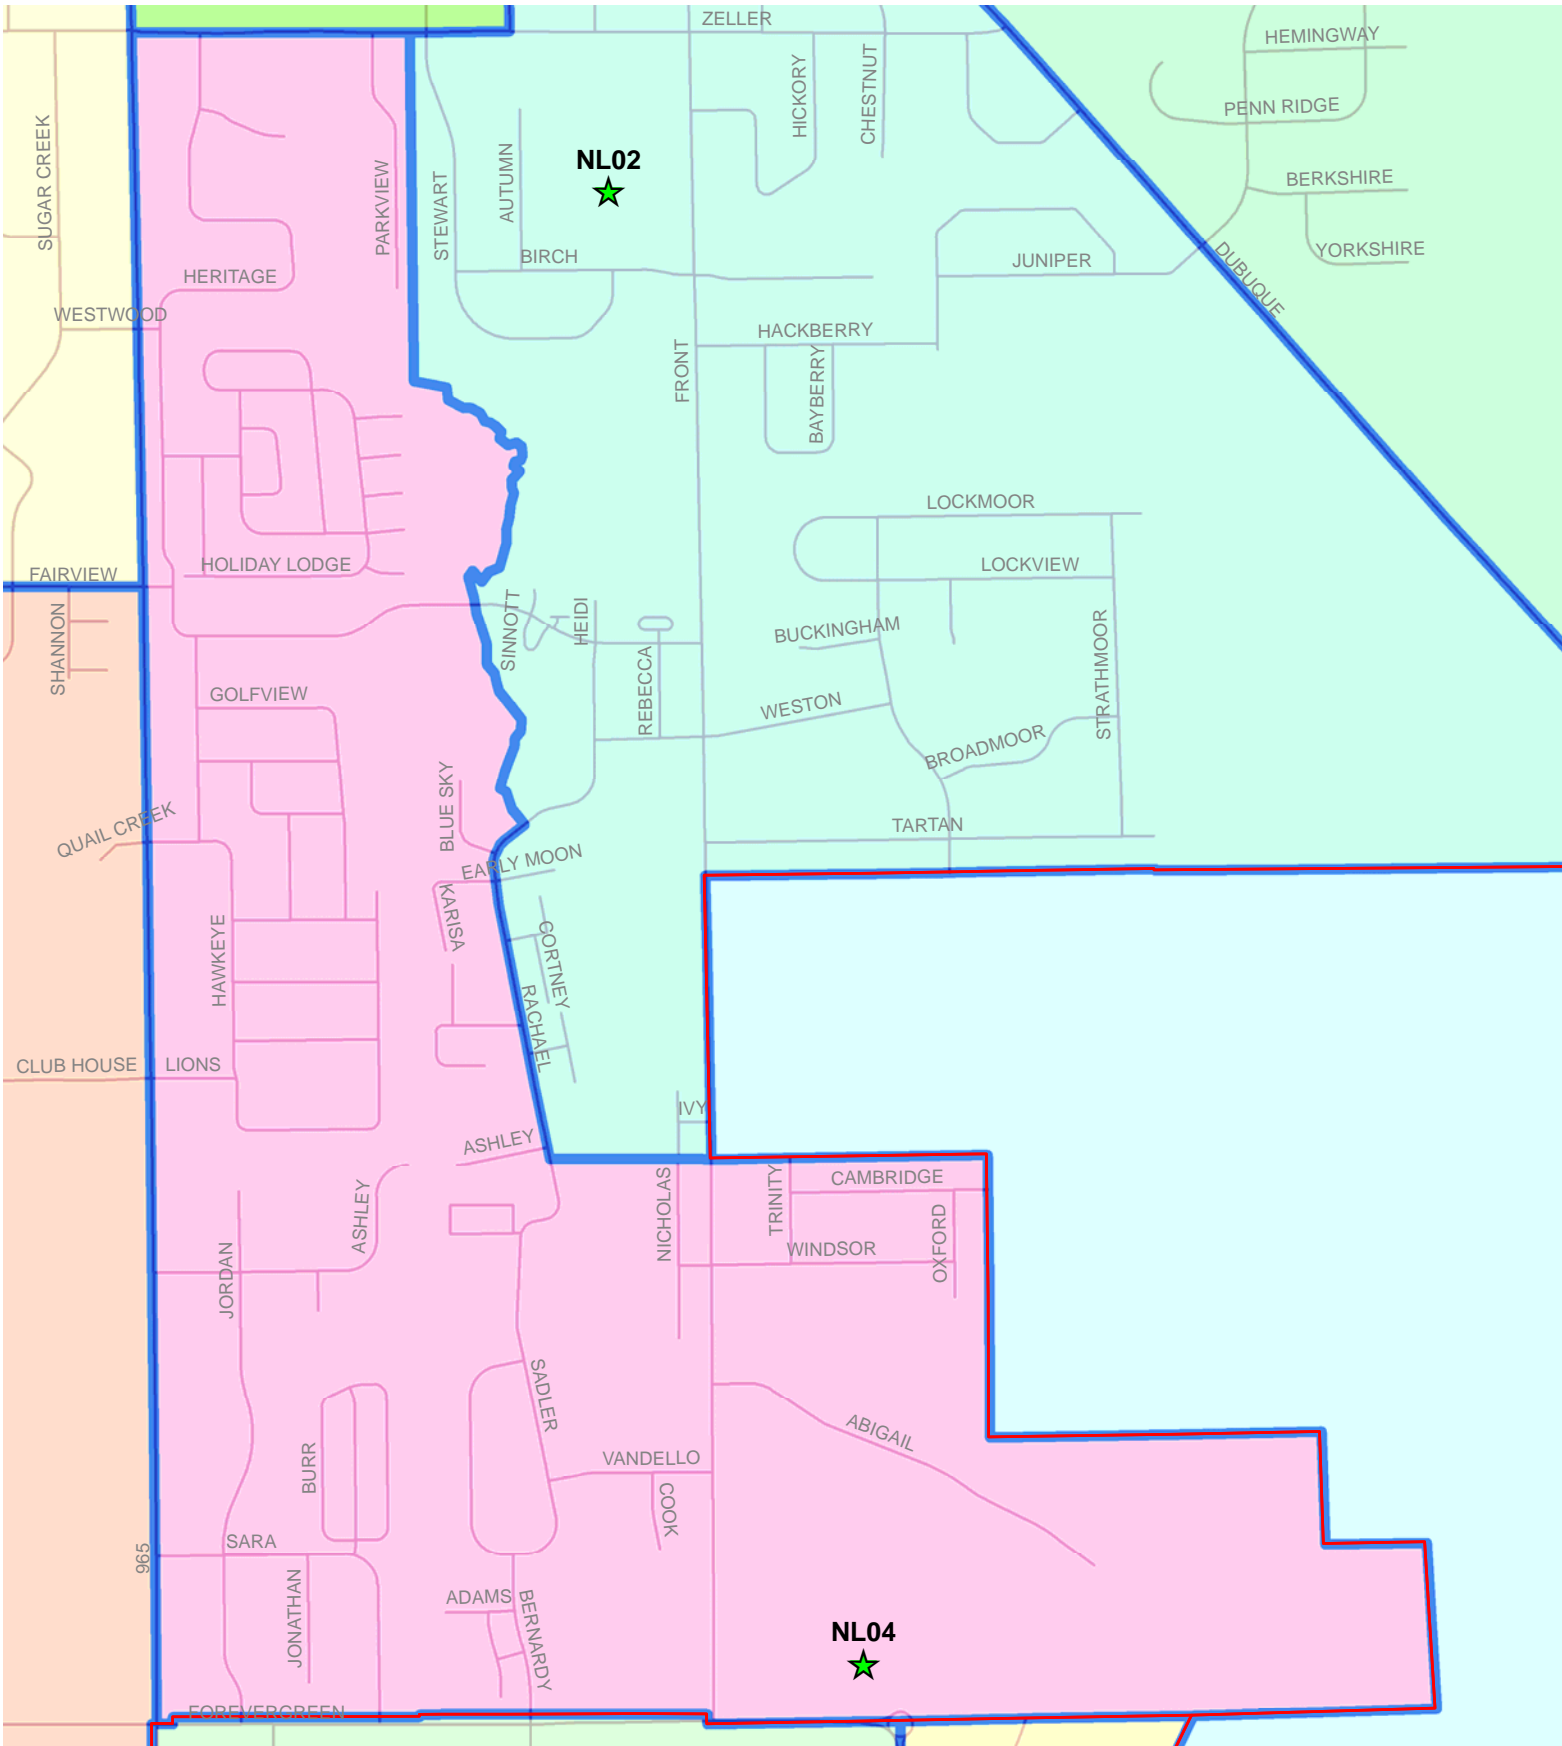 ZELLER
HEMINGWAY
HICKORY
CHESTNUT
PENN RIDGE
SUGAR CREEK
NL02
AUTUMN
PARKVIEW
STEWART
BERKSHIRE
BIRCH
JUNIPER
YORKSHIRE
HERITAGE
DUBUQUE
WESTWOOD
HACKBERRY
FRONT
BAYBERRY
LOCKMOOR
HOLIDAY LODGE
LOCKVIEW
FAIRVIEW
SHANNON
SINNOTT
HEIDI
BUCKINGHAM
STRATHMOOR
REBECCA
GOLFVIEW
WESTON
BROADMOOR
BLUE SKY
QUAIL CREEK
TARTAN
EARLY MOON
KARISA
HAWKEYE
CORTNEY
RACHAEL
CLUB HOUSE
LIONS
IVY
ASHLEY
NICHOLAS
TRINITY
CAMBRIDGE
ASHLEY
OXFORD
WINDSOR
JORDAN
SADLER
ABIGAIL
BURR
VANDELLO
COOK
SARA
965
JONATHAN
ADAMS
BERNARDY
NL04
FOREVERGREEN